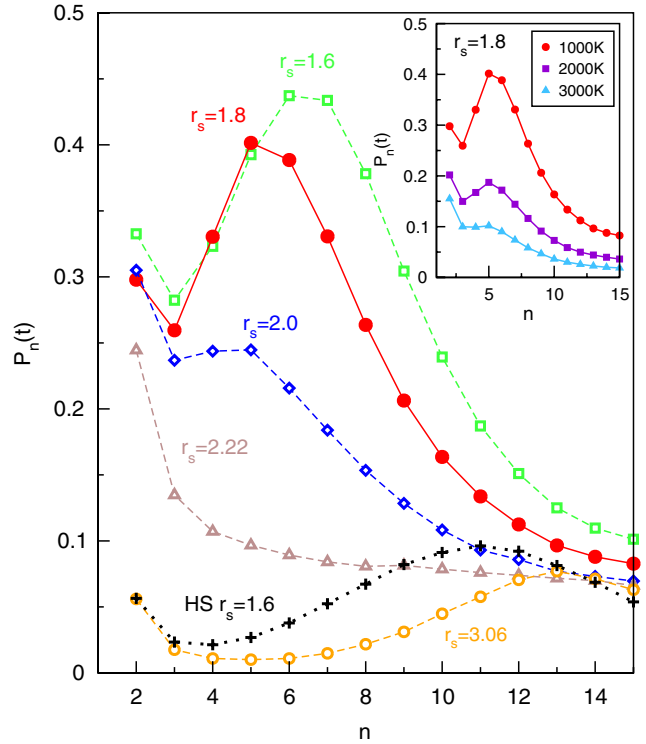 0.5
0.4
0.3
0.2
0.1
0
P_n(t)
2 4 6 8 10 12 14
n
r_s=1.6
r_s=1.8
r_s=2.0
r_s=2.22
HS r_s=1.6
r_s=3.06
r_s=1.8
1000K
2000K
3000K
0.5
0.4
0.3
0.2
0.1
0
P_n(t)
5 10 15
n